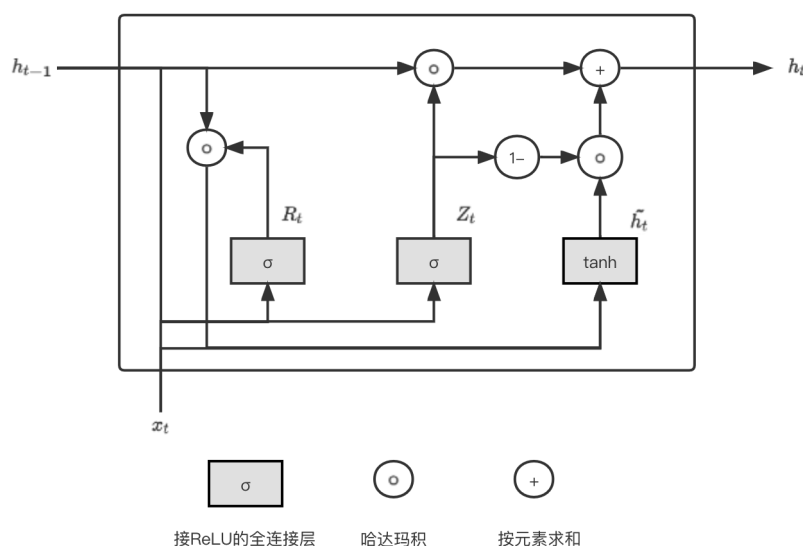 h_{t-1}
∘
+
h_t
∘
1-
∘
R_t
Z_t
\tilde{h}_t
σ
σ
tanh
x_t
σ
∘
+
接ReLU的全连接层
哈达玛积
按元素求和